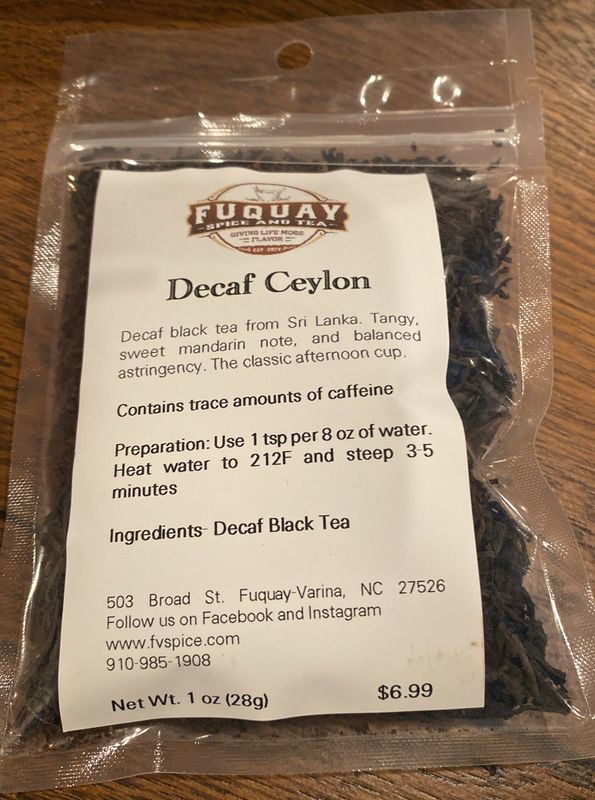 FUQUAY
SPICE AND TEA
GIVING LIFE MORE
FLAVOR
EST. 2024
Decaf Ceylon
Decaf black tea from Sri Lanka. Tangy,
sweet mandarin note, and balanced
astringency. The classic afternoon cup.
Contains trace amounts of caffeine
Preparation: Use 1 tsp per 8 oz of water.
Heat water to 212F and steep 3-5
minutes
Ingredients- Decaf Black Tea
503 Broad St. Fuquay-Varina, NC 27526
Follow us on Facebook and Instagram
www.fvspice.com
910-985-1908
Net Wt. 1 oz (28g)
$6.99